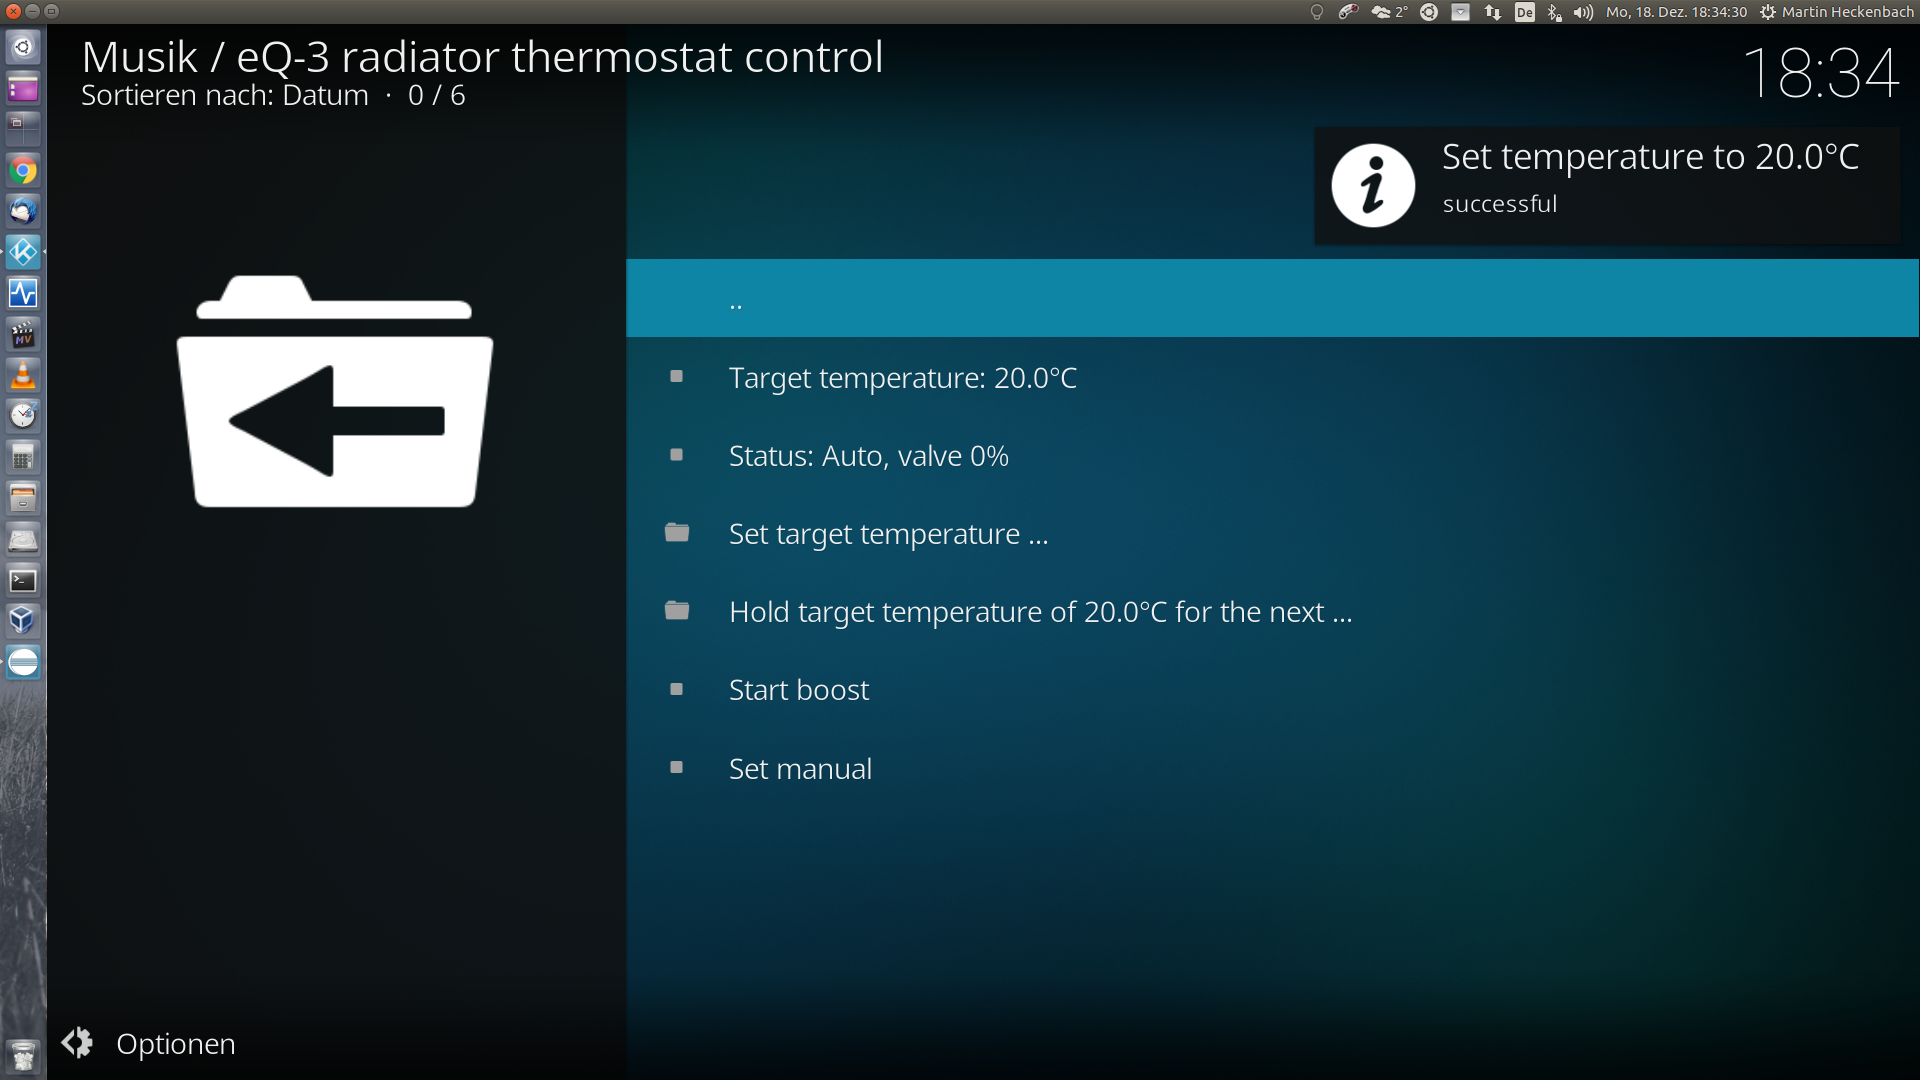 2° De Mo, 18. Dez. 18:34:30 Martin Heckenbach
Musik / eQ-3 radiator thermostat control
Sortieren nach: Datum · 0 / 6
18:34
Set temperature to 20.0°C
successful
..
Target temperature: 20.0°C
Status: Auto, valve 0%
Set target temperature ...
Hold target temperature of 20.0°C for the next ...
Start boost
Set manual
MV
Optionen